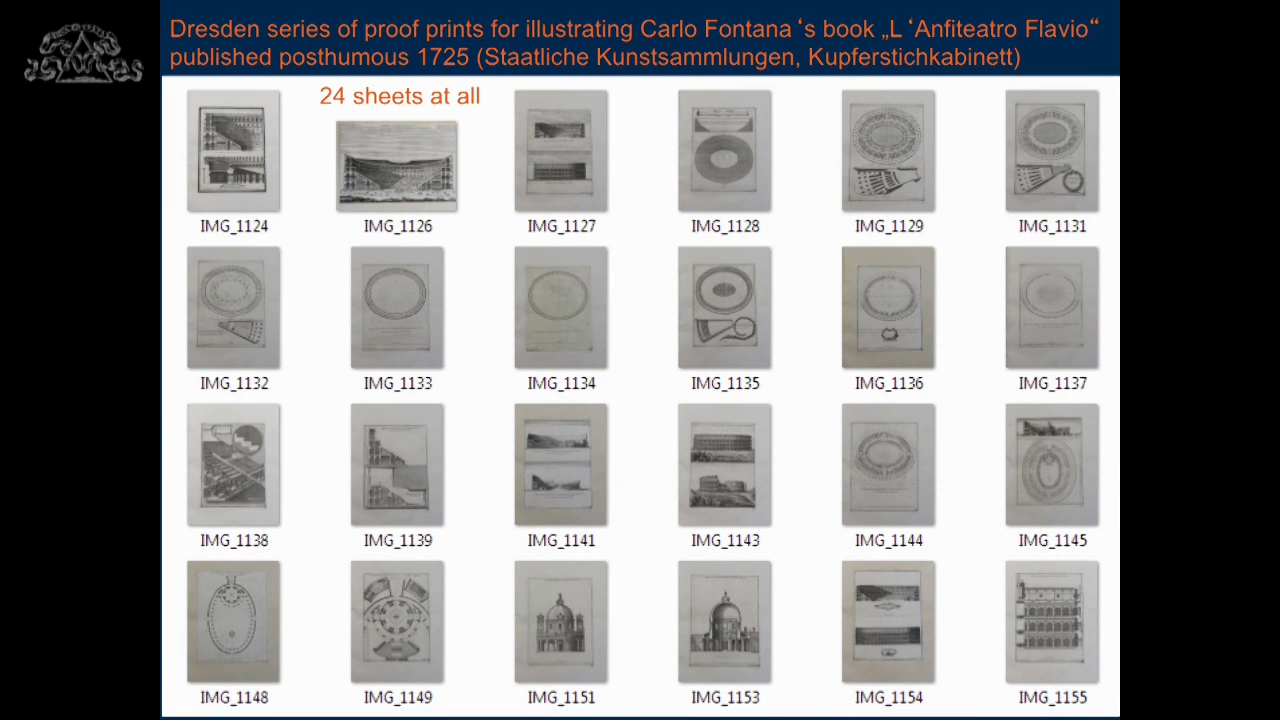 Dresden series of proof prints for illustrating Carlo Fontana ‘s book „L ‘Anfiteatro Flavio“
published posthumous 1725 (Staatliche Kunstsammlungen, Kupferstichkabinett)
24 sheets at all
IMG_1124 IMG_1126 IMG_1127 IMG_1128 IMG_1129 IMG_1131
IMG_1132 IMG_1133 IMG_1134 IMG_1135 IMG_1136 IMG_1137
IMG_1138 IMG_1139 IMG_1141 IMG_1143 IMG_1144 IMG_1145
IMG_1148 IMG_1149 IMG_1151 IMG_1153 IMG_1154 IMG_1155